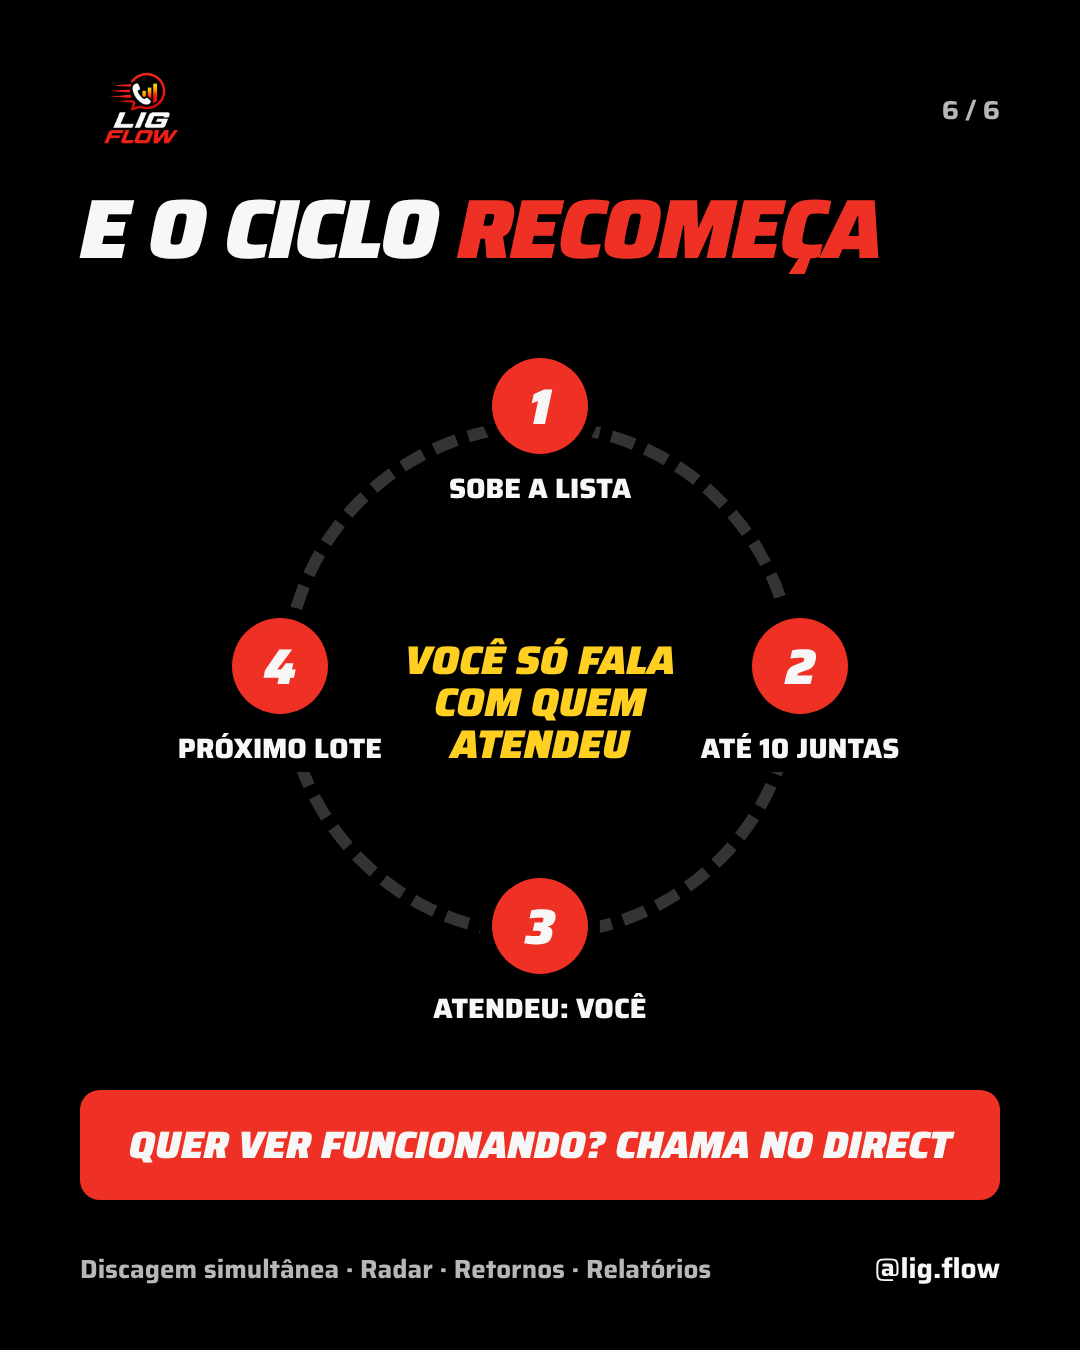 LIG
FLOW
6 / 6
E O CICLO RECOMEÇA
1
SOBE A LISTA
4
2
VOCÊ SÓ FALA
COM QUEM
ATENDEU
PRÓXIMO LOTE
ATÉ 10 JUNTAS
3
ATENDEU: VOCÊ
QUER VER FUNCIONANDO? CHAMA NO DIRECT
Discagem simultânea · Radar · Retornos · Relatórios
@lig.flow